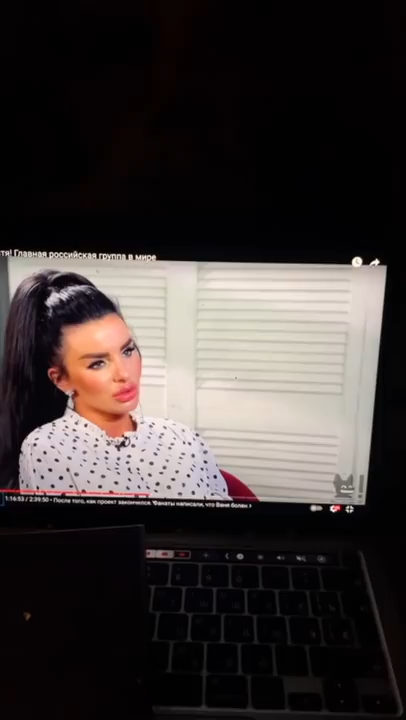 тя! Главная российская группа в мире
1:16:53 / 2:39:50 • После того, как проект закончился. Фанаты написали, что Ваня болен